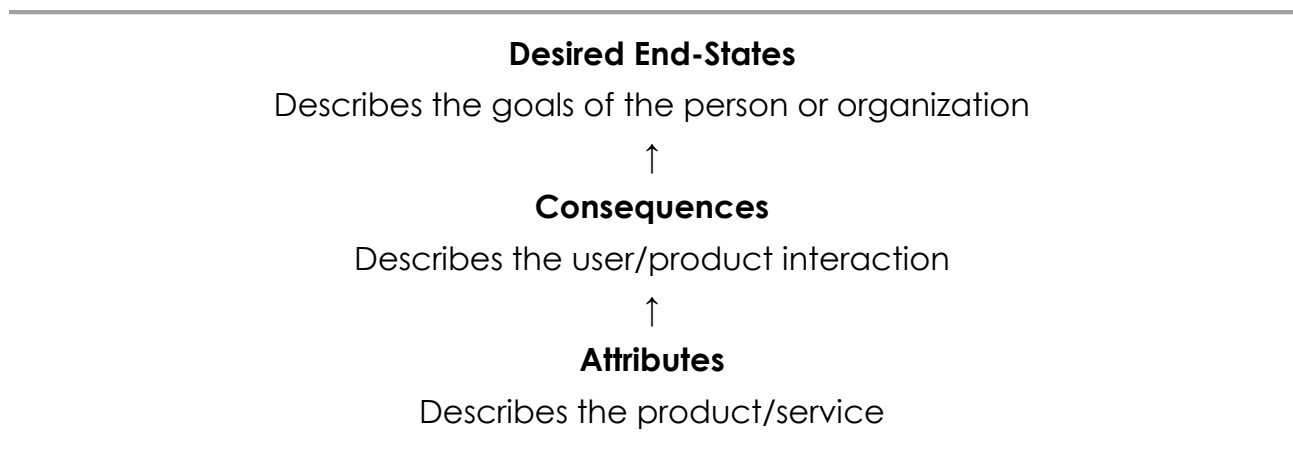 Desired End-States
Describes the goals of the person or organization
↑
Consequences
Describes the user/product interaction
↑
Attributes
Describes the product/service